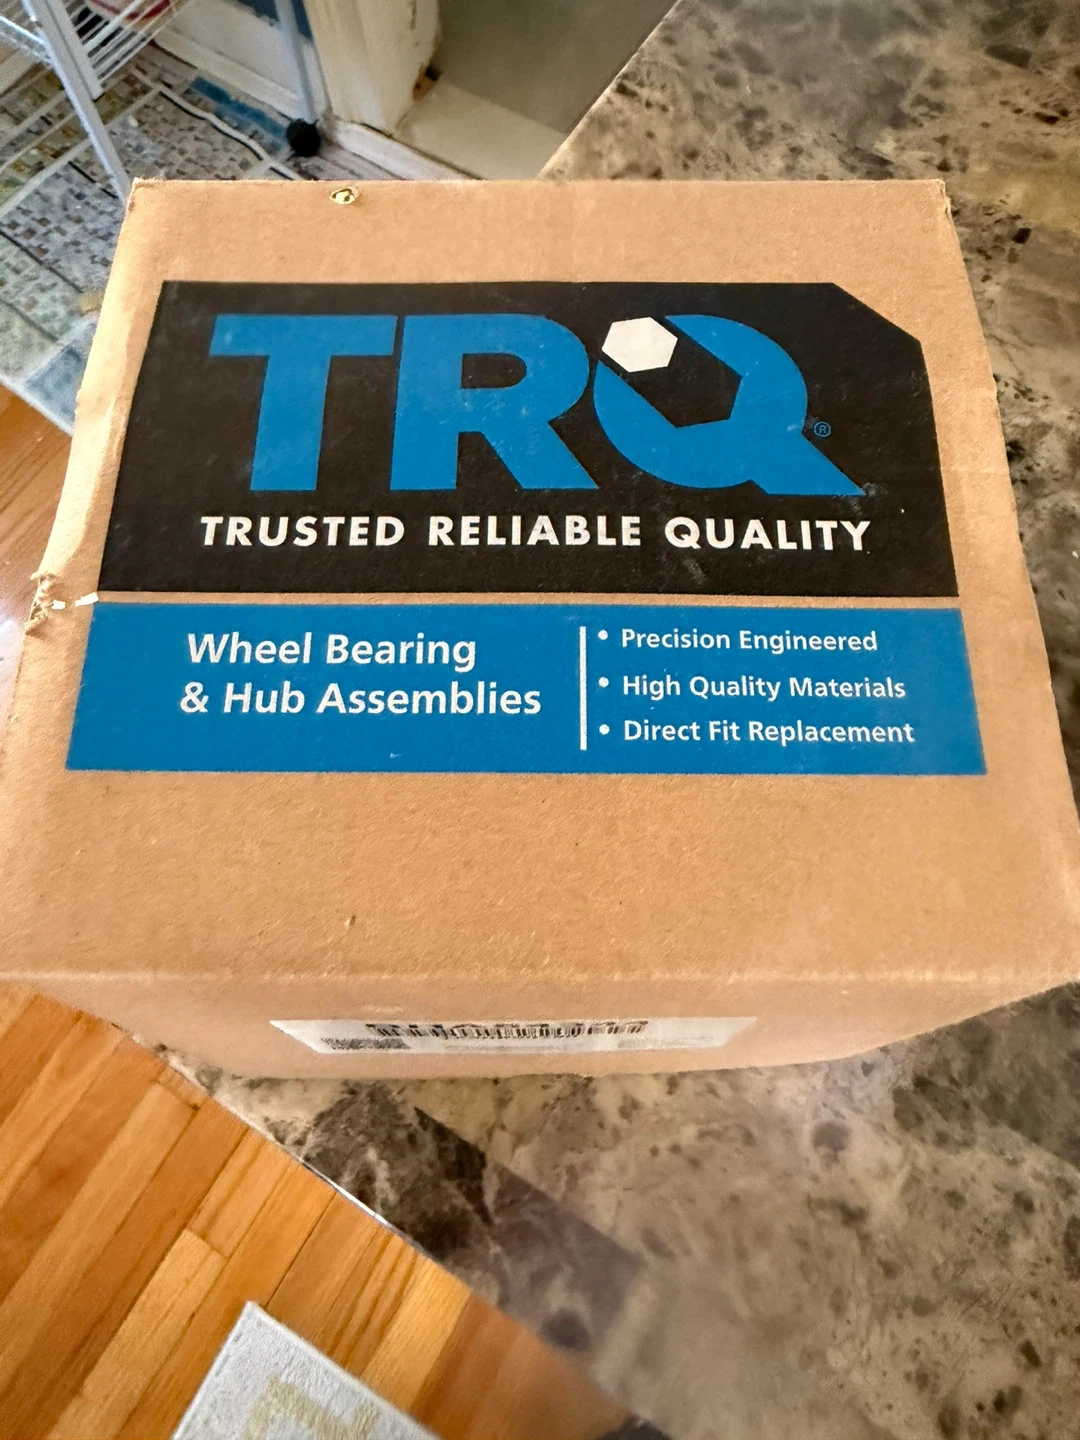 TRQ®
TRUSTED RELIABLE QUALITY
Wheel Bearing
& Hub Assemblies
• Precision Engineered
• High Quality Materials
• Direct Fit Replacement